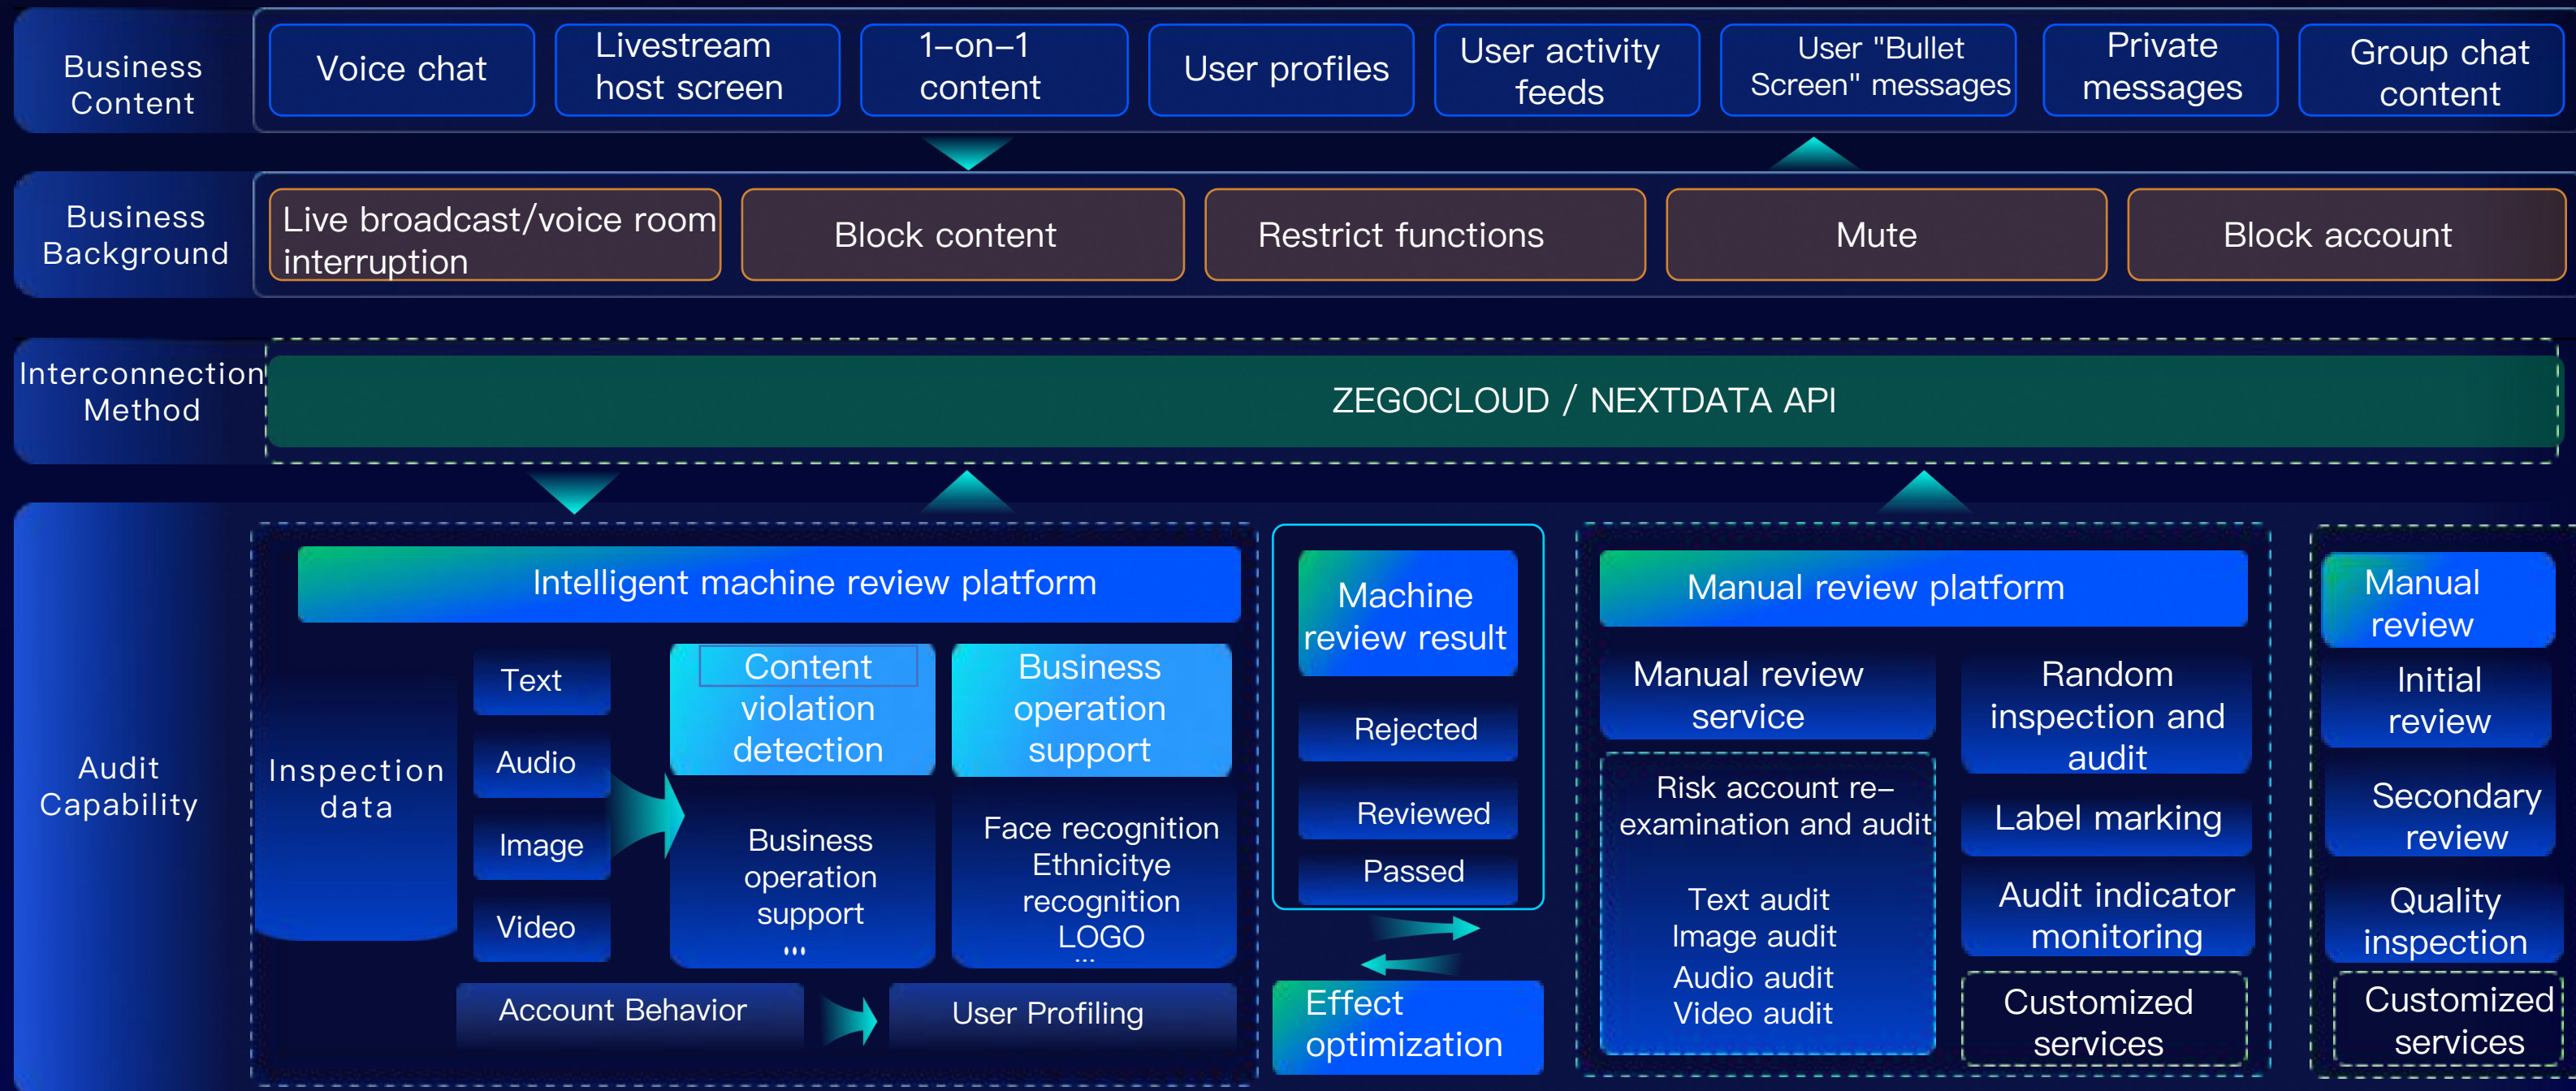 Business
Content
Voice chat
Livestream
host screen
1-on-1
content
User profiles
User activity
feeds
User "Bullet
Screen" messages
Private
messages
Group chat
content
Business
Background
Live broadcast/voice room
interruption
Block content
Restrict functions
Mute
Block account
Interconnection
Method
ZEGOCLOUD / NEXTDATA API
Audit
Capability
Intelligent machine review platform
Inspection
data
Text
Audio
Image
Video
Content
violation
detection
Business
operation
support
...
Business
operation
support
Face recognition
Ethnicitye
recognition
LOGO
...
Account Behavior
User Profiling
Machine
review result
Rejected
Reviewed
Passed
Effect
optimization
Manual review platform
Manual review
service
Risk account re-
examination and audit
Text audit
Image audit
Audio audit
Video audit
Random
inspection and
audit
Label marking
Audit indicator
monitoring
Customized
services
Manual
review
Initial
review
Secondary
review
Quality
inspection
Customized
services